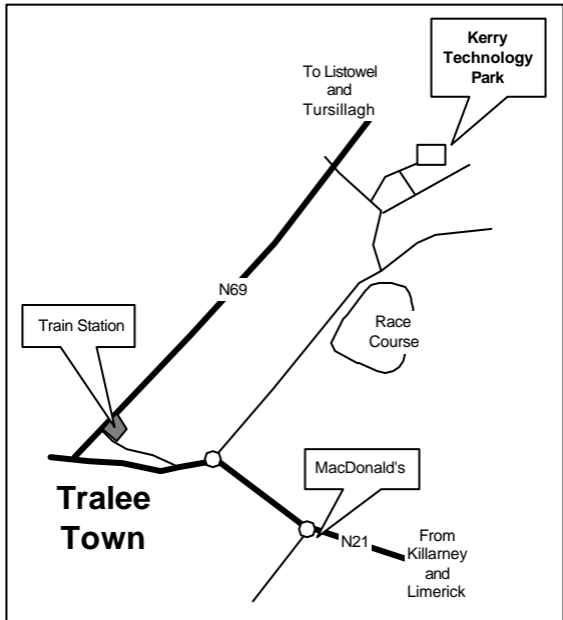 Kerry
Technology
Park
To Listowel
and
Tursillagh
N69
Train Station
Race
Course
MacDonald's
Tralee
Town
N21
From
Killarney
and
Limerick